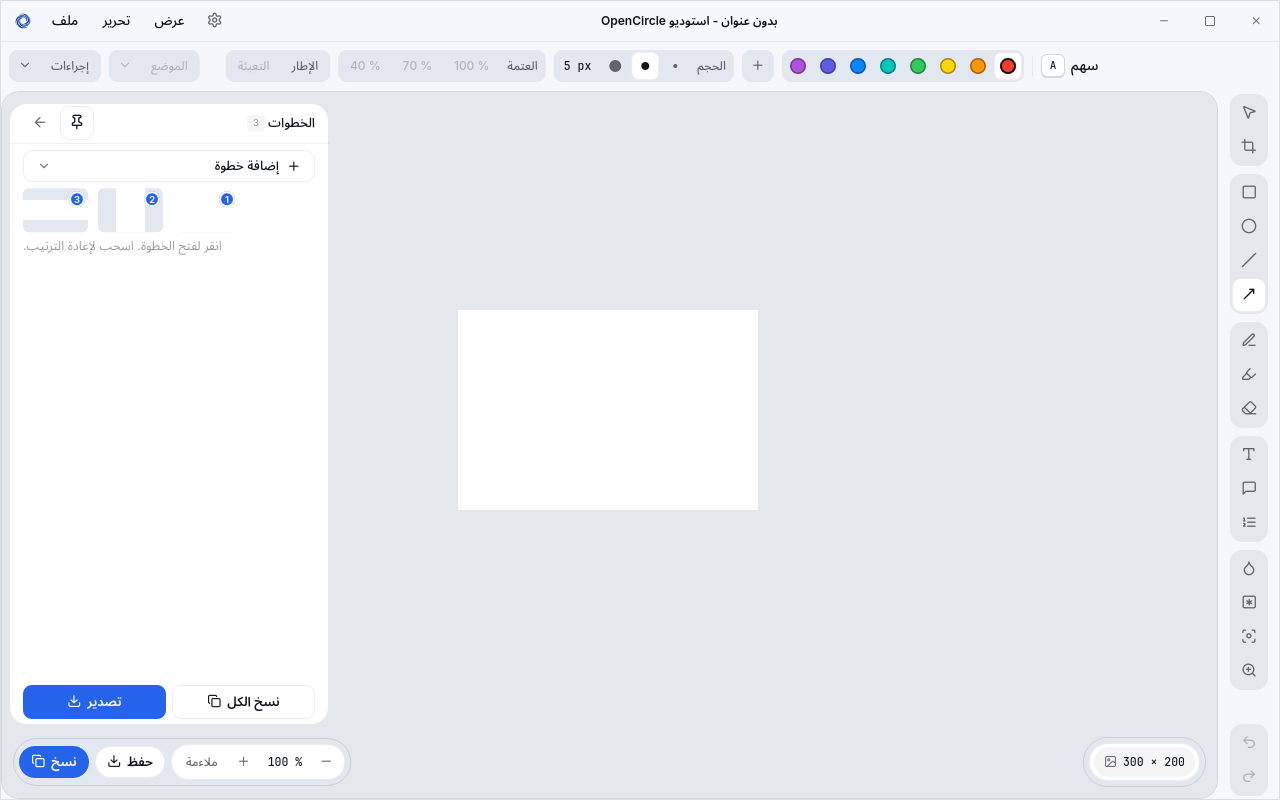 بدون عنوان - استوديو OpenCircle
ملف تحرير عرض
سهم A
الحجم 5 px
العتمة 100 % 70 % 40 %
الإطار التعبئة
الموضع
إجراءات
الخطوات 3
إضافة خطوة
1 2 3
انقر لفتح الخطوة. اسحب لإعادة الترتيب.
نسخ الكل تصدير
300 × 200
100 % ملاءمة
حفظ
نسخ